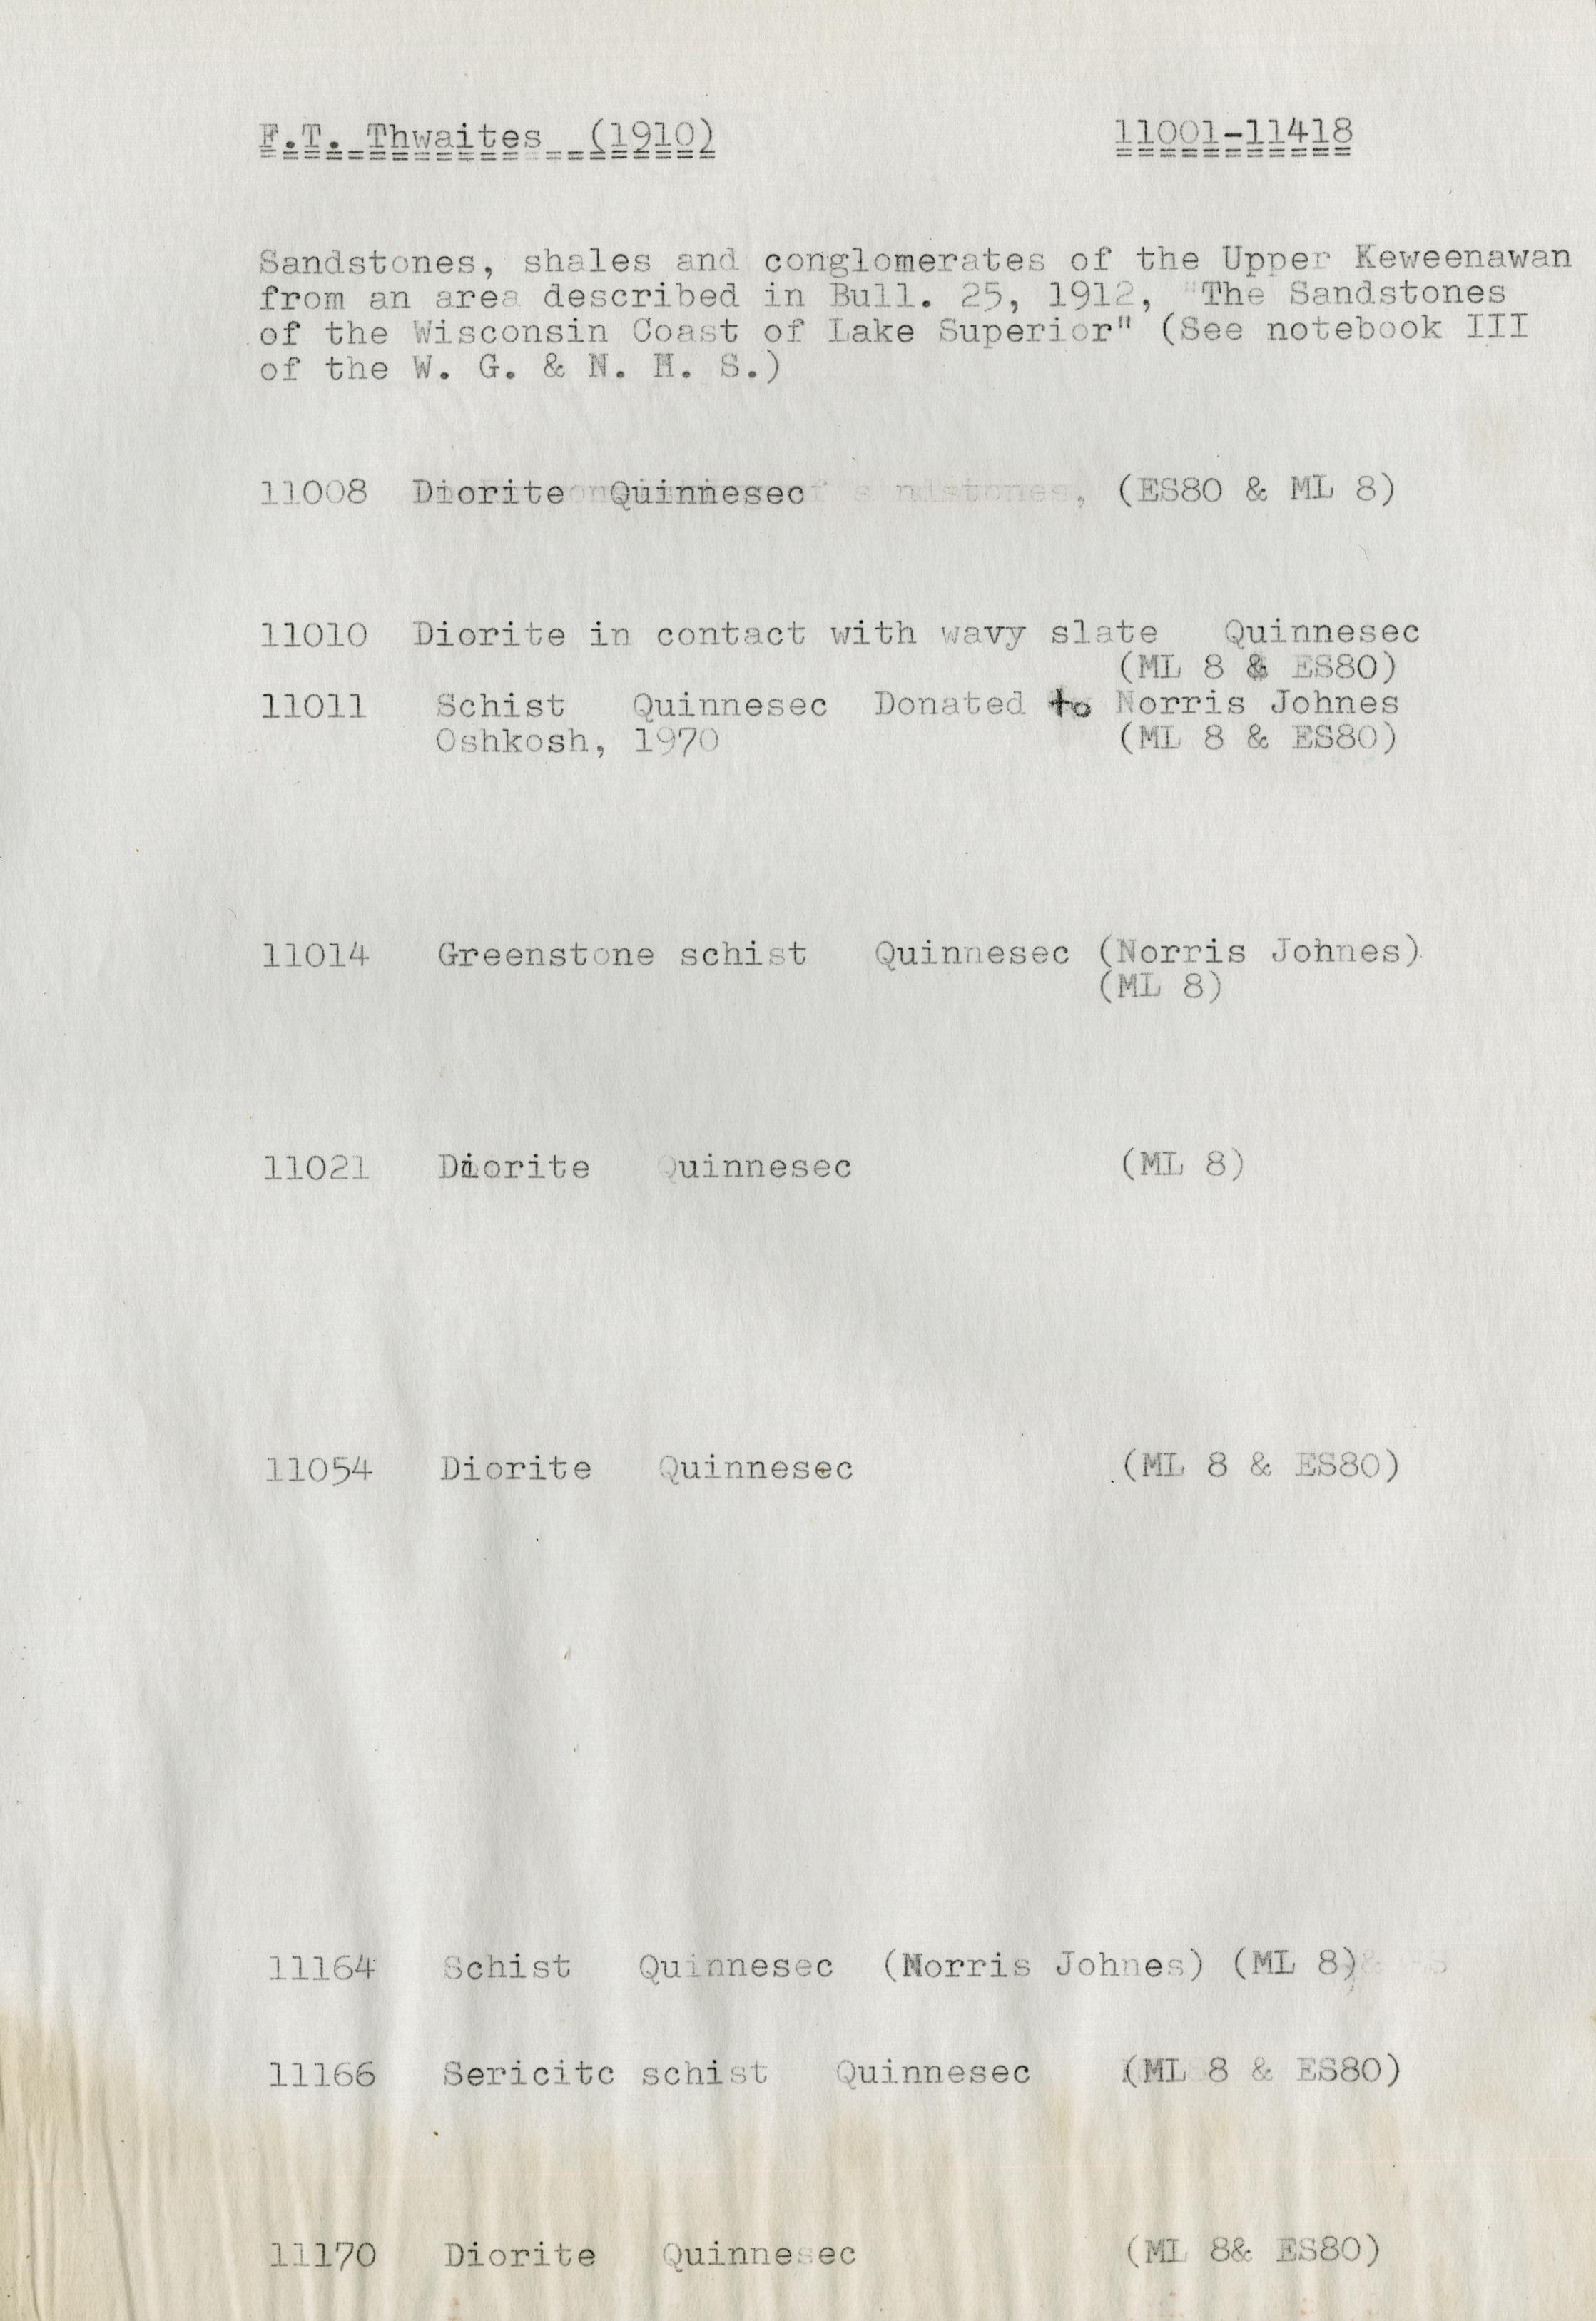 F.T. Thwaites (1910) 11001-11418
Sandstones, shales and conglomerates of the Upper Keweenawan
from an area described in Bull. 25, 1912, "The Sandstones
of the Wisconsin Coast of Lake Superior" (See notebook III
of the W. G. & N. H. S.)
11008 Diorite Quinnesec (ES80 & ML 8)
11010 Diorite in contact with wavy slate Quinnesec
(ML 8 & ES80)
11011 Schist Quinnesec Donated to Norris Johnes
Oshkosh, 1970 (ML 8 & ES80)
11014 Greenstone schist Quinnesec (Norris Johnes)
(ML 8)
11021 Diorite Quinnesec (ML 8)
11054 Diorite Quinnesec (ML 8 & ES80)
11164 Schist Quinnesec (Norris Johnes) (ML 8)
11166 Sericitc schist Quinnesec (ML 8 & ES80)
11170 Diorite Quinnesec (ML 8& ES80)